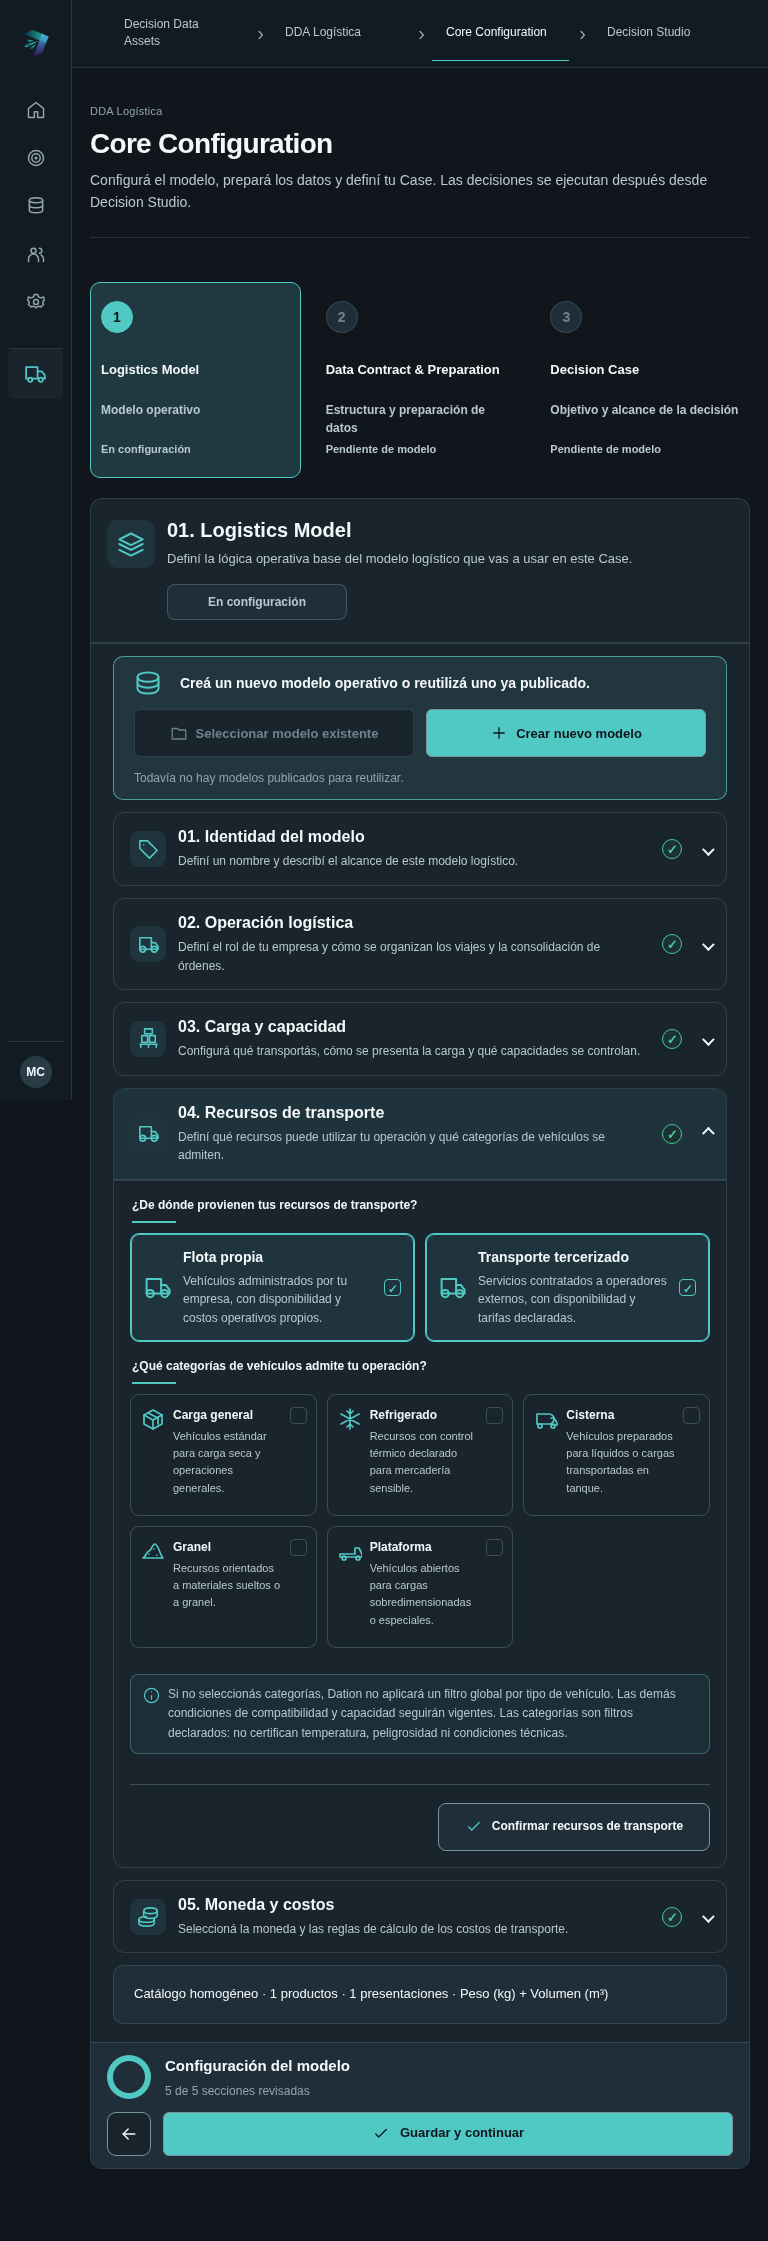 Decision Data
Assets
DDA Logística
Core Configuration
Decision Studio
DDA Logística
Core Configuration
Configurá el modelo, prepará los datos y definí tu Case. Las decisiones se ejecutan después desde
Decision Studio.
1
Logistics Model
Modelo operativo
En configuración
2
Data Contract & Preparation
Estructura y preparación de
datos
Pendiente de modelo
3
Decision Case
Objetivo y alcance de la decisión
Pendiente de modelo
01. Logistics Model
Definí la lógica operativa base del modelo logístico que vas a usar en este Case.
En configuración
Creá un nuevo modelo operativo o reutilizá uno ya publicado.
Seleccionar modelo existente
Crear nuevo modelo
Todavía no hay modelos publicados para reutilizar.
01. Identidad del modelo
Definí un nombre y describí el alcance de este modelo logístico.
02. Operación logística
Definí el rol de tu empresa y cómo se organizan los viajes y la consolidación de
órdenes.
03. Carga y capacidad
Configurá qué transportás, cómo se presenta la carga y qué capacidades se controlan.
MC
04. Recursos de transporte
Definí qué recursos puede utilizar tu operación y qué categorías de vehículos se
admiten.
¿De dónde provienen tus recursos de transporte?
Flota propia
Vehículos administrados por tu
empresa, con disponibilidad y
costos operativos propios.
Transporte tercerizado
Servicios contratados a operadores
externos, con disponibilidad y
tarifas declaradas.
¿Qué categorías de vehículos admite tu operación?
Carga general
Vehículos estándar
para carga seca y
operaciones
generales.
Refrigerado
Recursos con control
térmico declarado
para mercadería
sensible.
Cisterna
Vehículos preparados
para líquidos o cargas
transportadas en
tanque.
Granel
Recursos orientados
a materiales sueltos o
a granel.
Plataforma
Vehículos abiertos
para cargas
sobredimensionadas
o especiales.
Si no seleccionás categorías, Dation no aplicará un filtro global por tipo de vehículo. Las demás
condiciones de compatibilidad y capacidad seguirán vigentes. Las categorías son filtros
declarados: no certifican temperatura, peligrosidad ni condiciones técnicas.
Confirmar recursos de transporte
05. Moneda y costos
Seleccioná la moneda y las reglas de cálculo de los costos de transporte.
Catálogo homogéneo · 1 productos · 1 presentaciones · Peso (kg) + Volumen (m³)
Configuración del modelo
5 de 5 secciones revisadas
Guardar y continuar